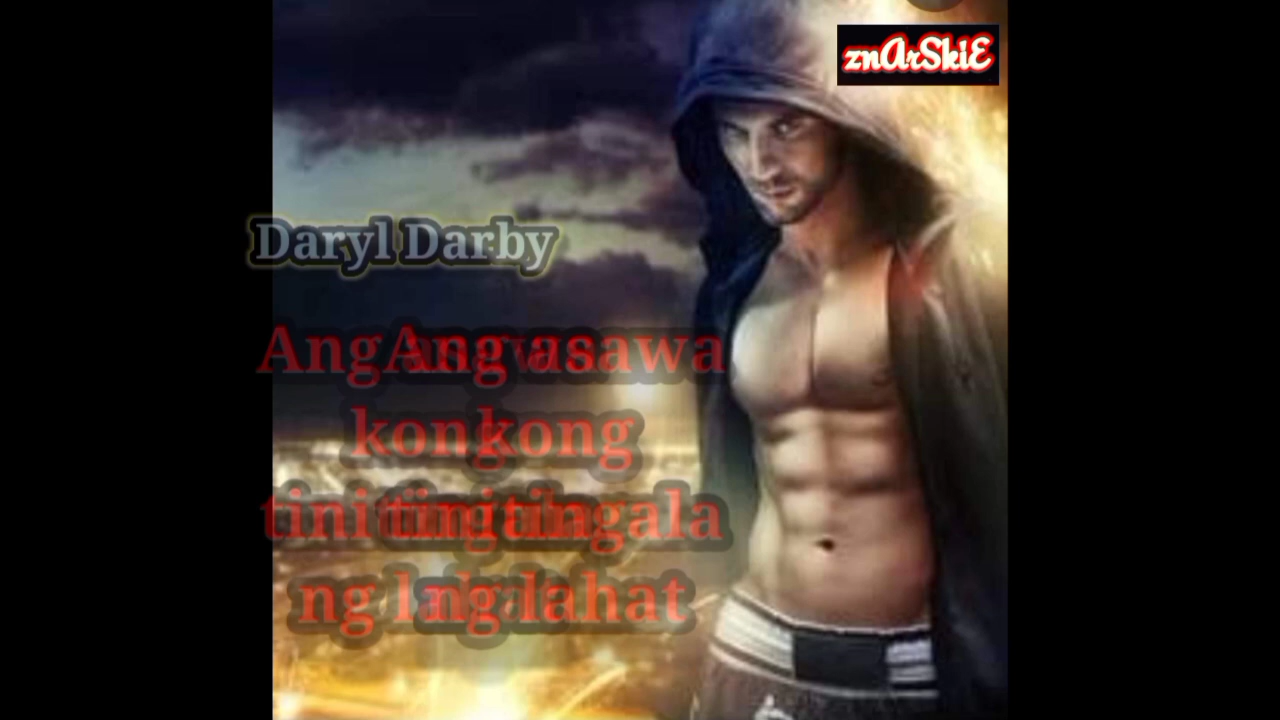 znArSkiE
Daryl Darby
Ang asawa
kong
tinitingala
ng lahat